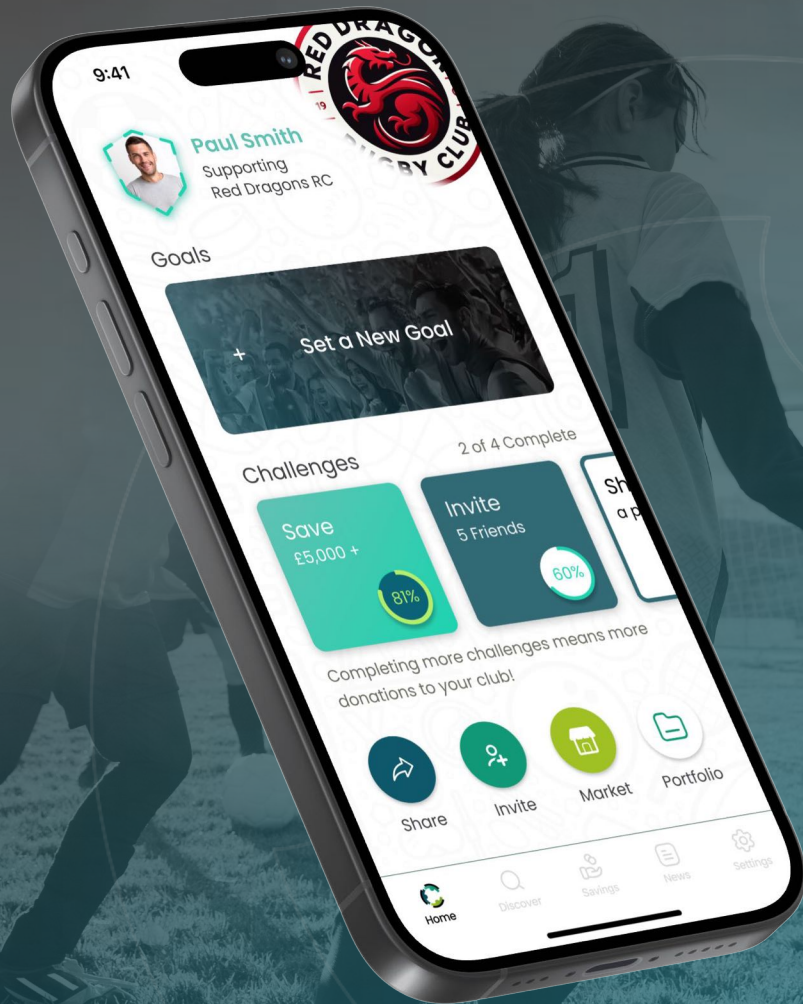 9:41
RED DRAGON
19
RUGBY CLUB
Paul Smith
Supporting
Red Dragons RC
Goals
+ Set a New Goal
Challenges
2 of 4 Complete
Save
£5,000 +
81%
Invite
5 Friends
60%
Sh
a p
Completing more challenges means more
donations to your club!
Share
Invite
Market
Portfolio
Home
Discover
Savings
News
Settings